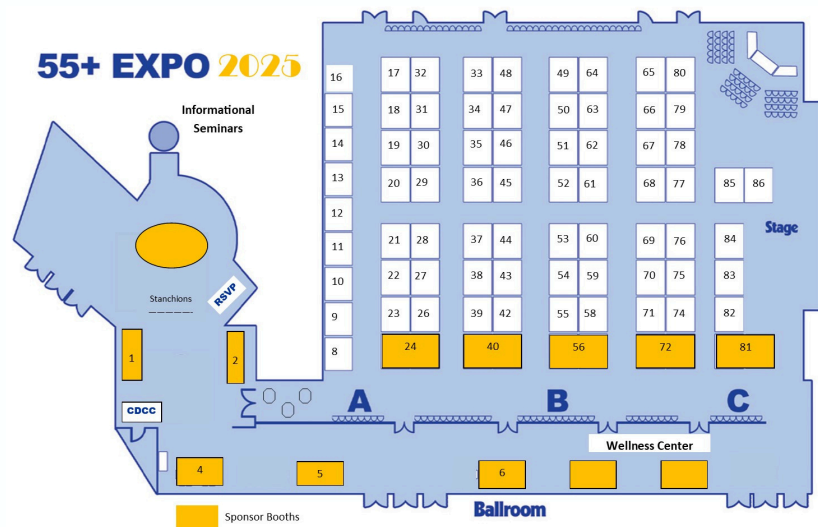 55+ EXPO 2025
Informational
Seminars
16 17 32 33 48 49 64 65 80
15 18 31 34 47 50 63 66 79
14 19 30 35 46 51 62 67 78
13 20 29 36 45 52 61 68 77 85 86
12
Stage
11 21 28 37 44 53 60 69 76 84
10 22 27 38 43 54 59 70 75 83
9 23 26 39 42 55 58 71 74 82
8 24 40 56 72 81
Stanchions
RSVP
1 2
CDCC
A B C
Wellness Center
4 5 6
Ballroom
Sponsor Booths